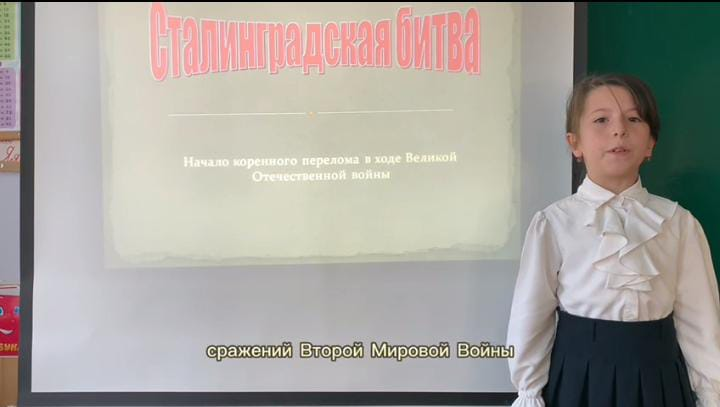 Сталинградская битва
Начало коренного перелома в ходе Великой
Отечественной войны
сражений Второй Мировой Войны